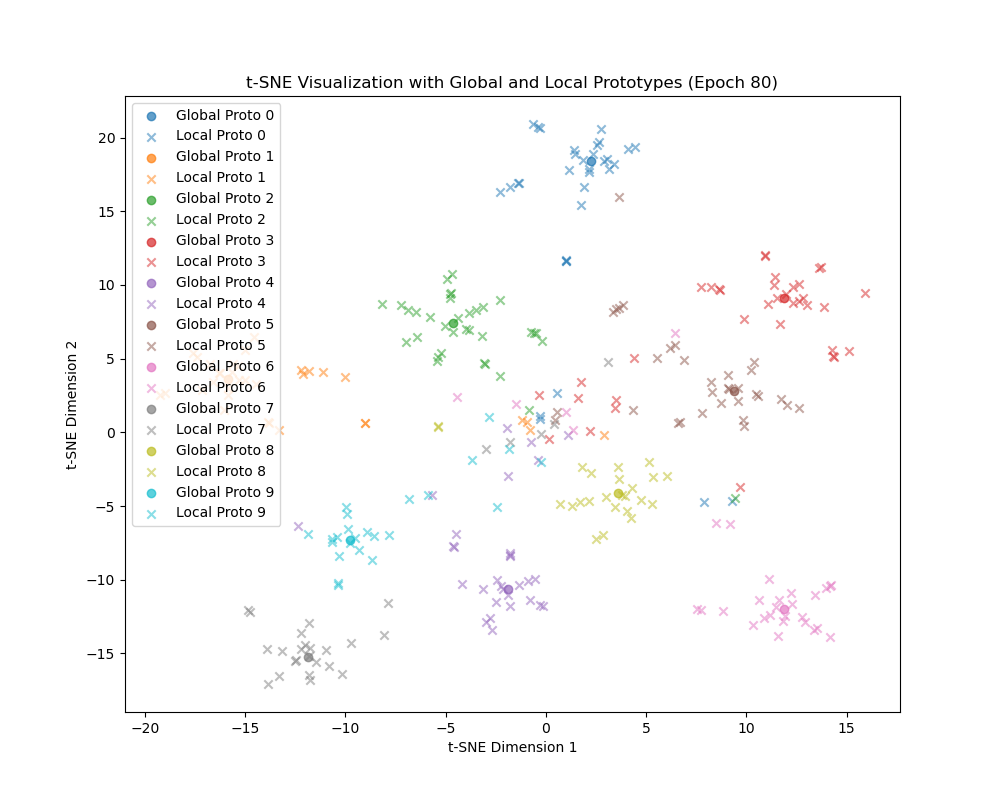 t-SNE Visualization with Global and Local Prototypes (Epoch 80)
Global Proto 0
Local Proto 0
Global Proto 1
Local Proto 1
Global Proto 2
Local Proto 2
Global Proto 3
Local Proto 3
Global Proto 4
Local Proto 4
Global Proto 5
Local Proto 5
Global Proto 6
Local Proto 6
Global Proto 7
Local Proto 7
Global Proto 8
Local Proto 8
Global Proto 9
Local Proto 9
t-SNE Dimension 2
20
15
10
5
0
−5
−10
−15
−20 −15 −10 −5 0 5 10 15
t-SNE Dimension 1